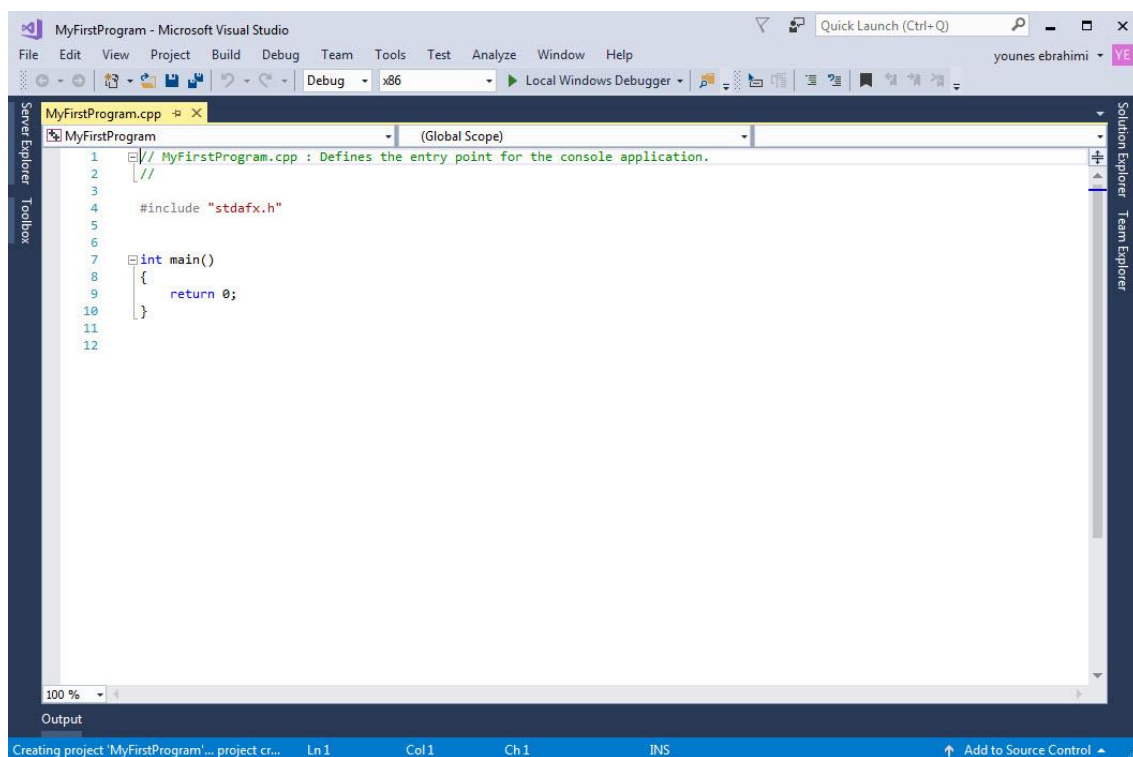 MyFirstProgram - Microsoft Visual Studio
Quick Launch (Ctrl+Q)
File Edit View Project Build Debug Team Tools Test Analyze Window Help
younes ebrahimi
YE
Debug x86 Local Windows Debugger
Server Explorer
Toolbox
MyFirstProgram.cpp
MyFirstProgram (Global Scope)
1 // MyFirstProgram.cpp : Defines the entry point for the console application.
2 //
3
4 #include "stdafx.h"
5
6
7 int main()
8 {
9 return 0;
10 }
11
12
Solution Explorer
Team Explorer
100 %
Output
Creating project 'MyFirstProgram'... project cr... Ln 1 Col 1 Ch 1 INS Add to Source Control